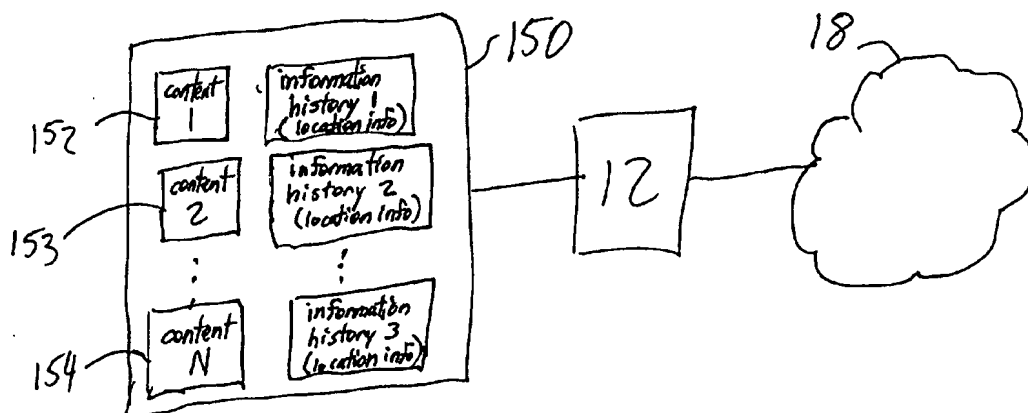 150
18
content
1
information
history 1
(location info)
152
content
2
information
history 2
(location info)
12
153
content
N
information
history 3
(location info)
154